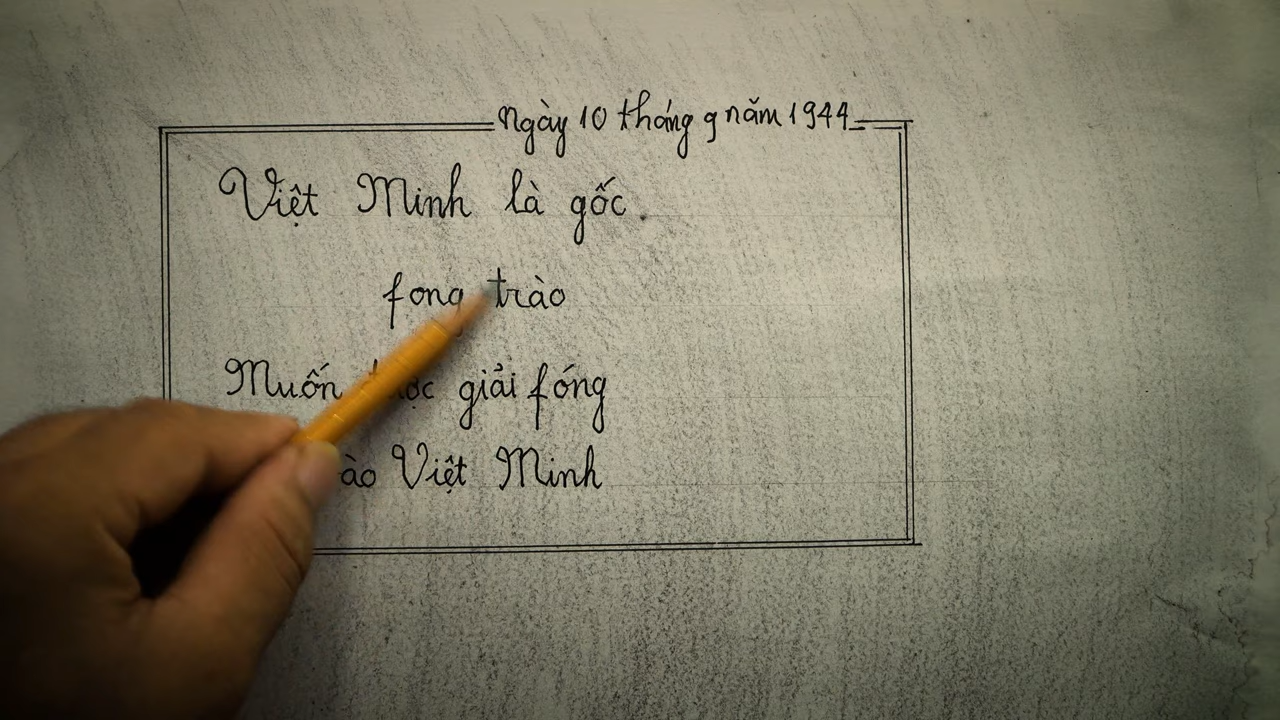 Ngày 10 tháng 9 năm 1944
Việt Minh là gốc.
fong trào
Muốn giải fóng
Việt Minh